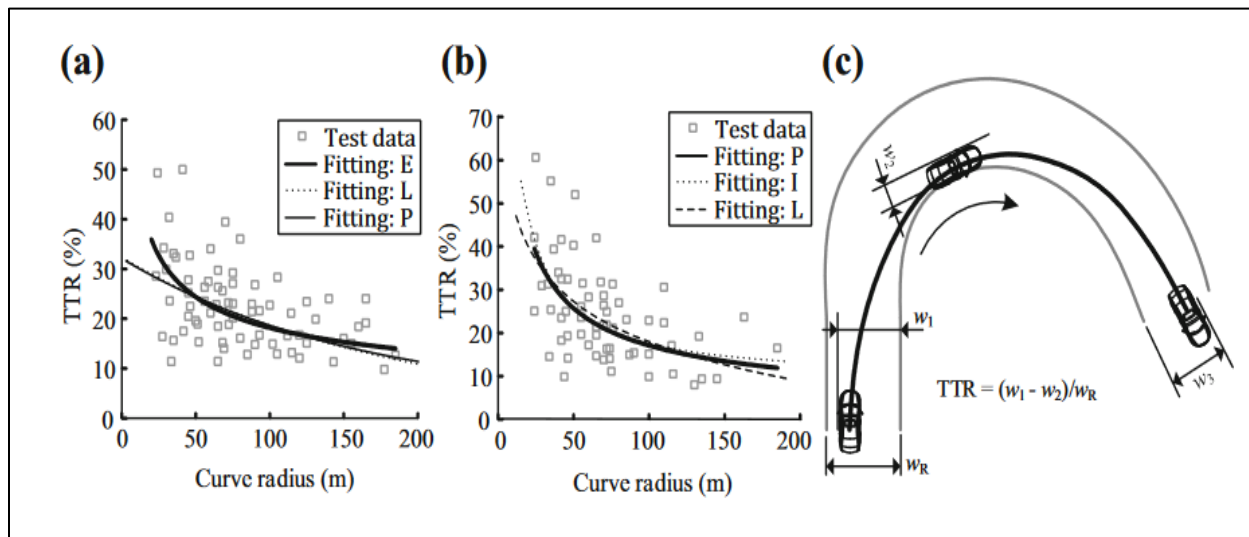 (a)
TTR (%)
60
50
40
30
20
10
0
0 50 100 150 200
Curve radius (m)
Test data
Fitting: E
Fitting: L
Fitting: P
(b)
TTR (%)
70
60
50
40
30
20
10
0
0 50 100 150 200
Curve radius (m)
Test data
Fitting: P
Fitting: I
Fitting: L
(c)
w₂
w₁
w₃
TTR = (w₁ - w₂)/wR
wR